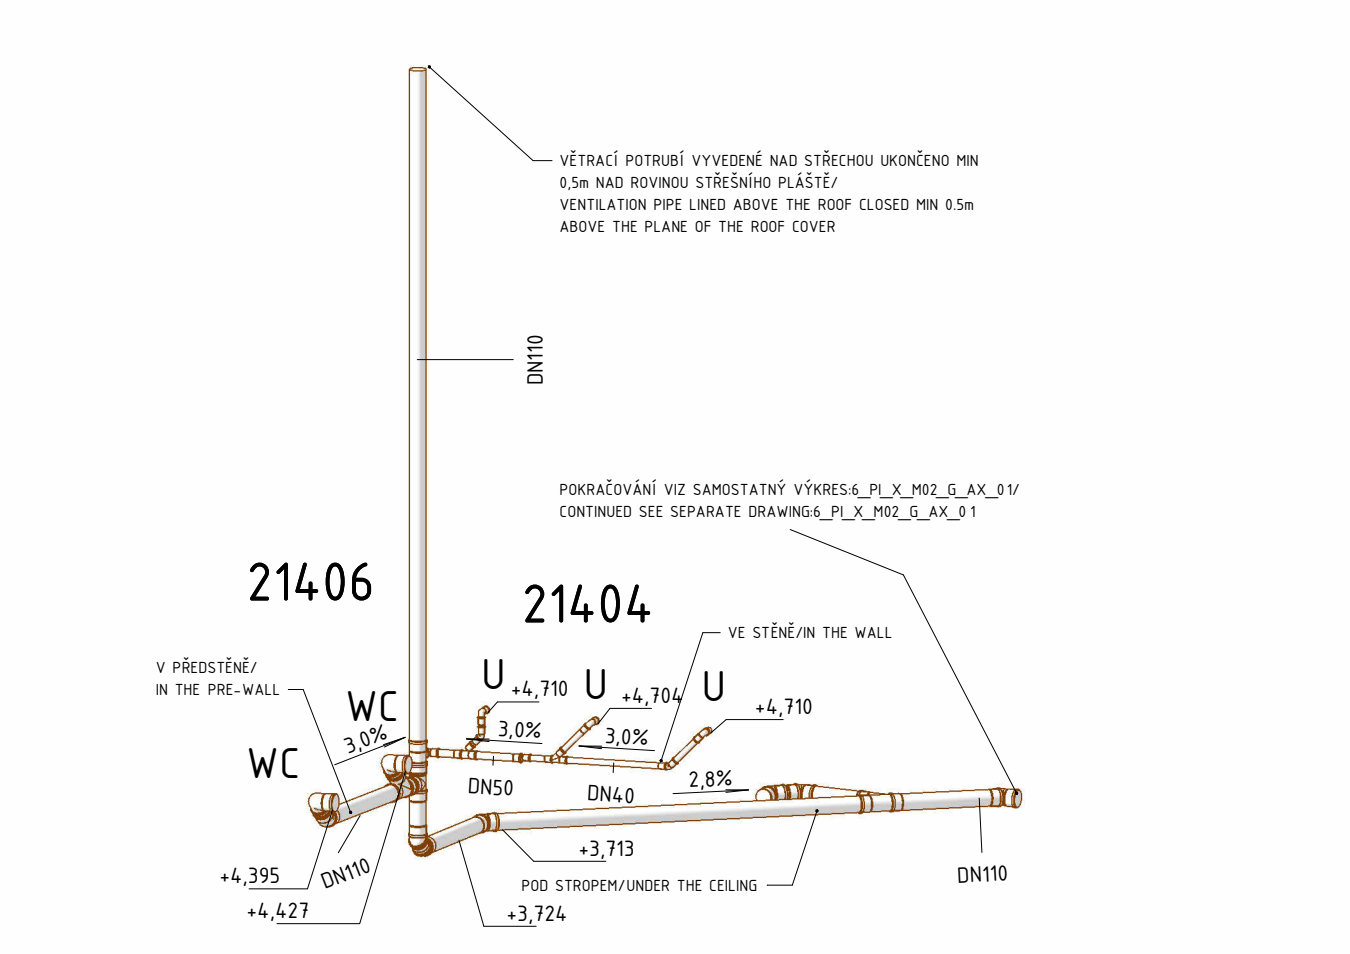 VĚTRACÍ POTRUBÍ VYVEDENÉ NAD STŘECHOU UKONČENO MIN
0,5m NAD ROVINOU STŘEŠNÍHO PLÁŠTĚ/
VENTILATION PIPE LINED ABOVE THE ROOF CLOSED MIN 0.5m
ABOVE THE PLANE OF THE ROOF COVER
DN110
POKRAČOVÁNÍ VIZ SAMOSTATNÝ VÝKRES:6_PI_X_M02_G_AX_01/
CONTINUED SEE SEPARATE DRAWING:6_PI_X_M02_G_AX_01
21406
21404
VE STĚNĚ/IN THE WALL
V PŘEDSTĚNĚ/
IN THE PRE-WALL
U
+4,710
U
+4,704
U
+4,710
WC
3,0%
WC
3,0%
3,0%
DN50
DN40
2,8%
+3,713
DN110
+4,395
+4,427
DN110
POD STROPEM/UNDER THE CEILING
+3,724